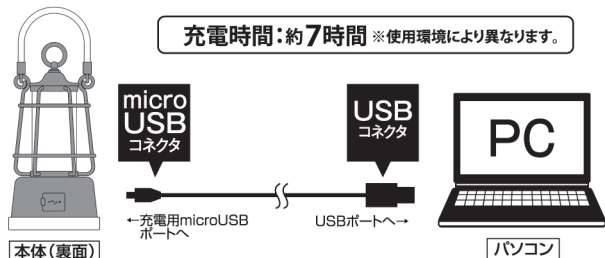 充電時間：約7時間 ※使用環境により異なります。
micro
USB
コネクタ
USB
コネクタ
PC
←充電用microUSB
ポートへ
USBポートへ→
本体（裏面）
パソコン